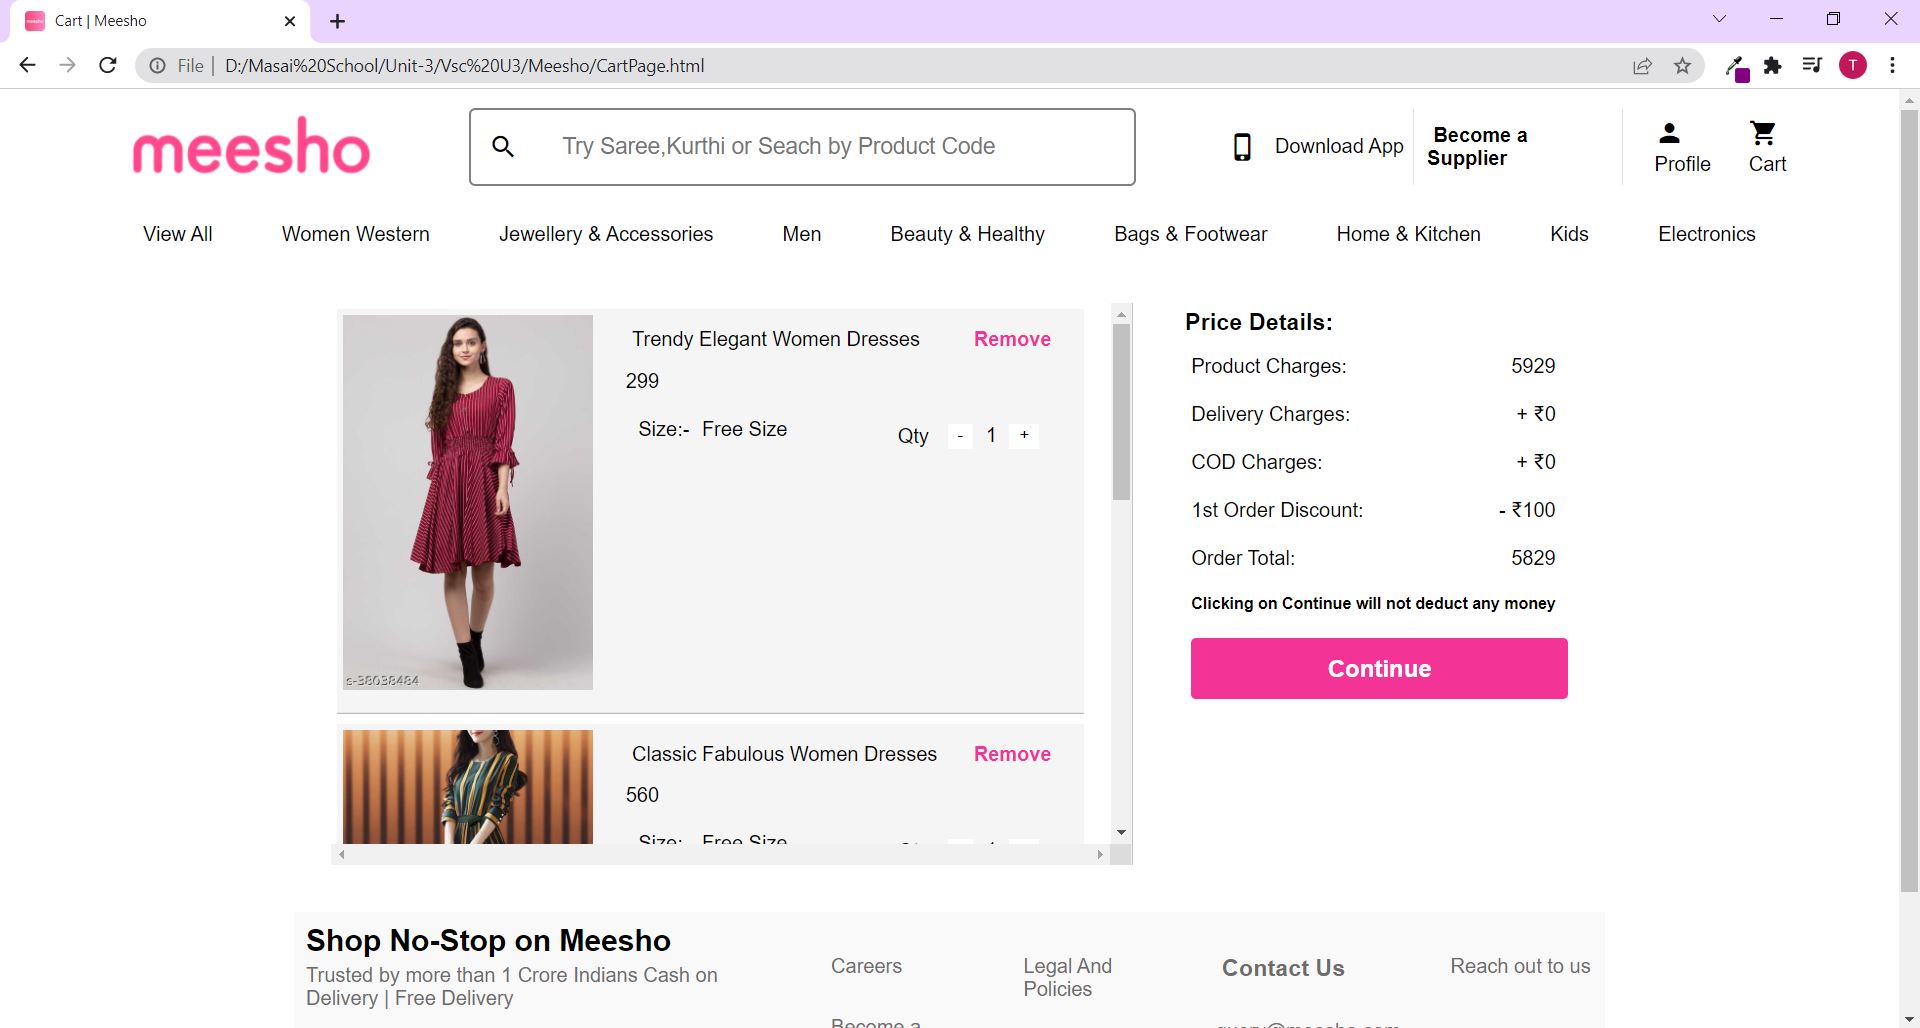 Cart | Meesho
File | D:/Masai%20School/Unit-3/Vsc%20U3/Meesho/CartPage.html
T
meesho
Try Saree,Kurthi or Seach by Product Code
Download App
Become a
Supplier
Profile
Cart
View All
Women Western
Jewellery & Accessories
Men
Beauty & Healthy
Bags & Footwear
Home & Kitchen
Kids
Electronics
Trendy Elegant Women Dresses
Remove
299
Size:- Free Size
Qty - 1 +
s-38038484
Classic Fabulous Women Dresses
Remove
560
Size:- Free Size
Price Details:
Product Charges: 5929
Delivery Charges: + ₹0
COD Charges: + ₹0
1st Order Discount: - ₹100
Order Total: 5829
Clicking on Continue will not deduct any money
Continue
Shop No-Stop on Meesho
Trusted by more than 1 Crore Indians Cash on
Delivery | Free Delivery
Careers
Become a
Legal And
Policies
Contact Us
Reach out to us